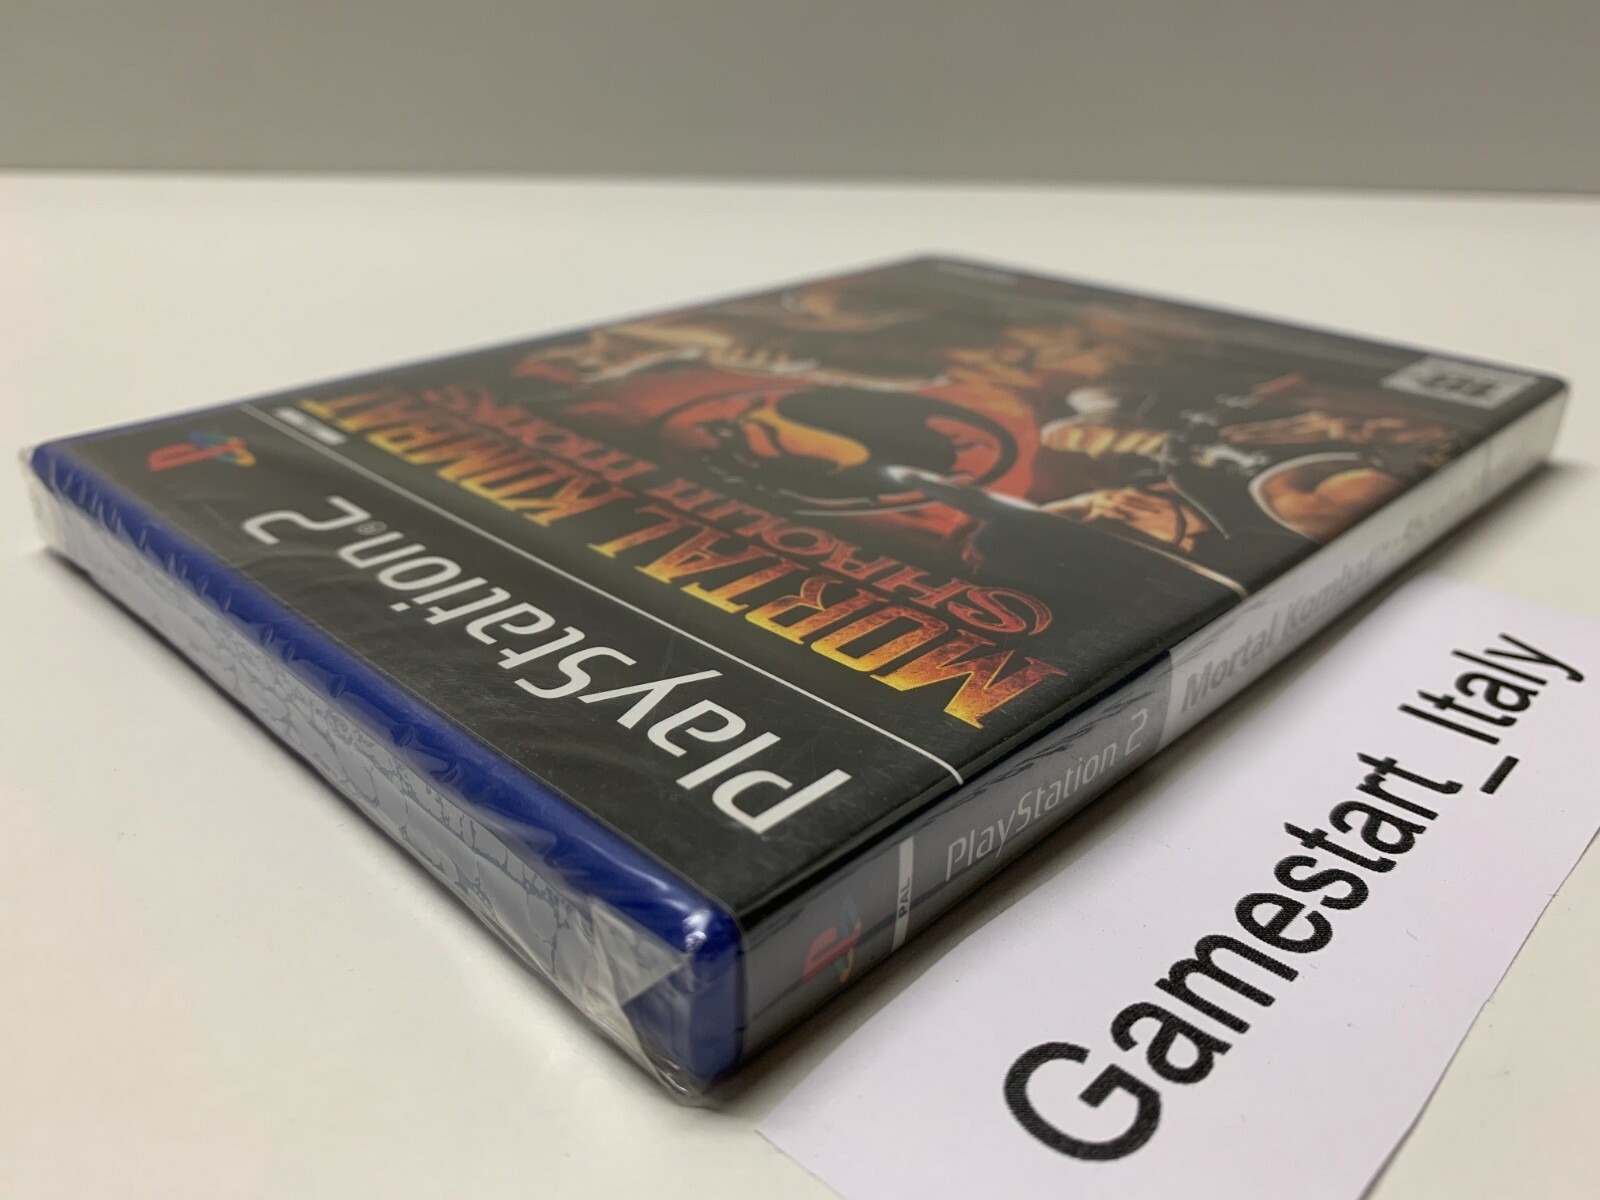 PlayStation®2
MORTAL KOMBAT
SHAOLIN MONKS
PAL
PlayStation 2
Mortal Kombat
Gamestart_Italy